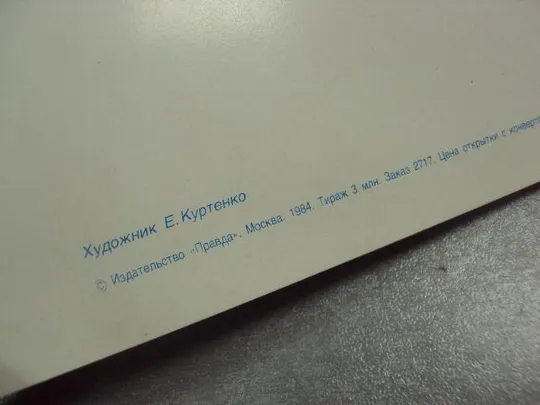 Художник Е. Куртенко
© Издательство «Правда», Москва. 1984. Тираж 3 млн. Заказ 2717. Цена открытки с